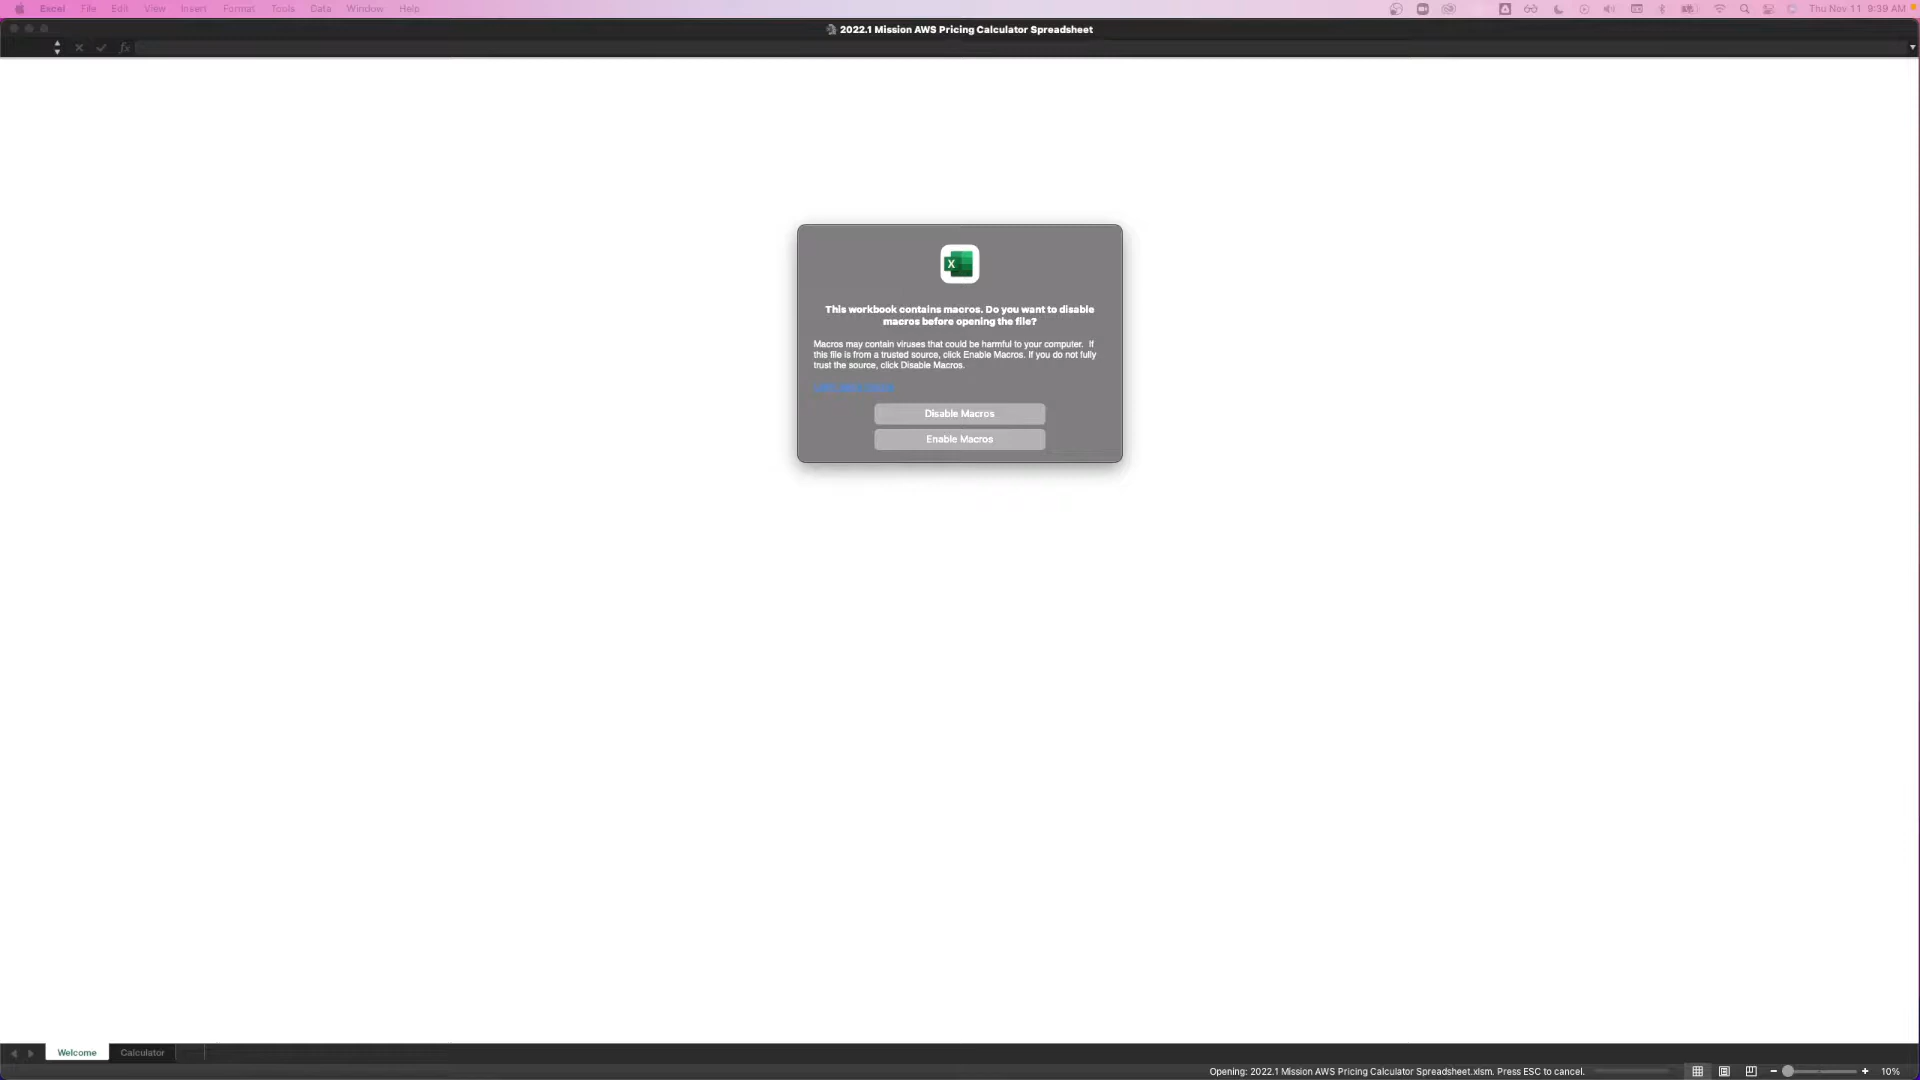 Excel File Edit View Insert Format Tools Data Window Help
Thu Nov 11 9:39 AM
2022.1 Mission AWS Pricing Calculator Spreadsheet
fx
X
This workbook contains macros. Do you want to disable
macros before opening the file?
Macros may contain viruses that could be harmful to your computer. If
this file is from a trusted source, click Enable Macros. If you do not fully
trust the source, click Disable Macros.
Disable Macros
Enable Macros
Welcome Calculator
Opening: 2022.1 Mission AWS Pricing Calculator Spreadsheet.xlsm. Press ESC to cancel.
10%